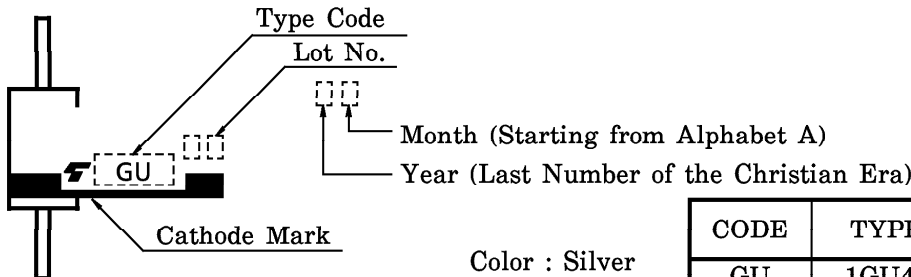 Type Code
Lot No.
Month (Starting from Alphabet A)
GU
Year (Last Number of the Christian Era)
Cathode Mark
Color : Silver
CODE TYPE
GU